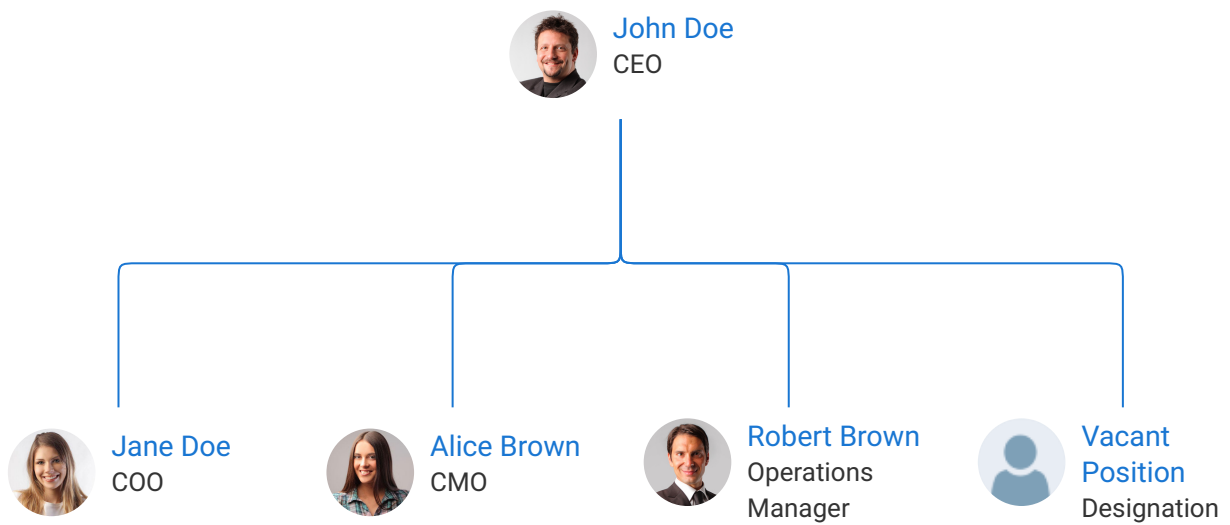 John Doe
CEO
Jane Doe
COO
Alice Brown
CMO
Robert Brown
Operations
Manager
Vacant
Position
Designation